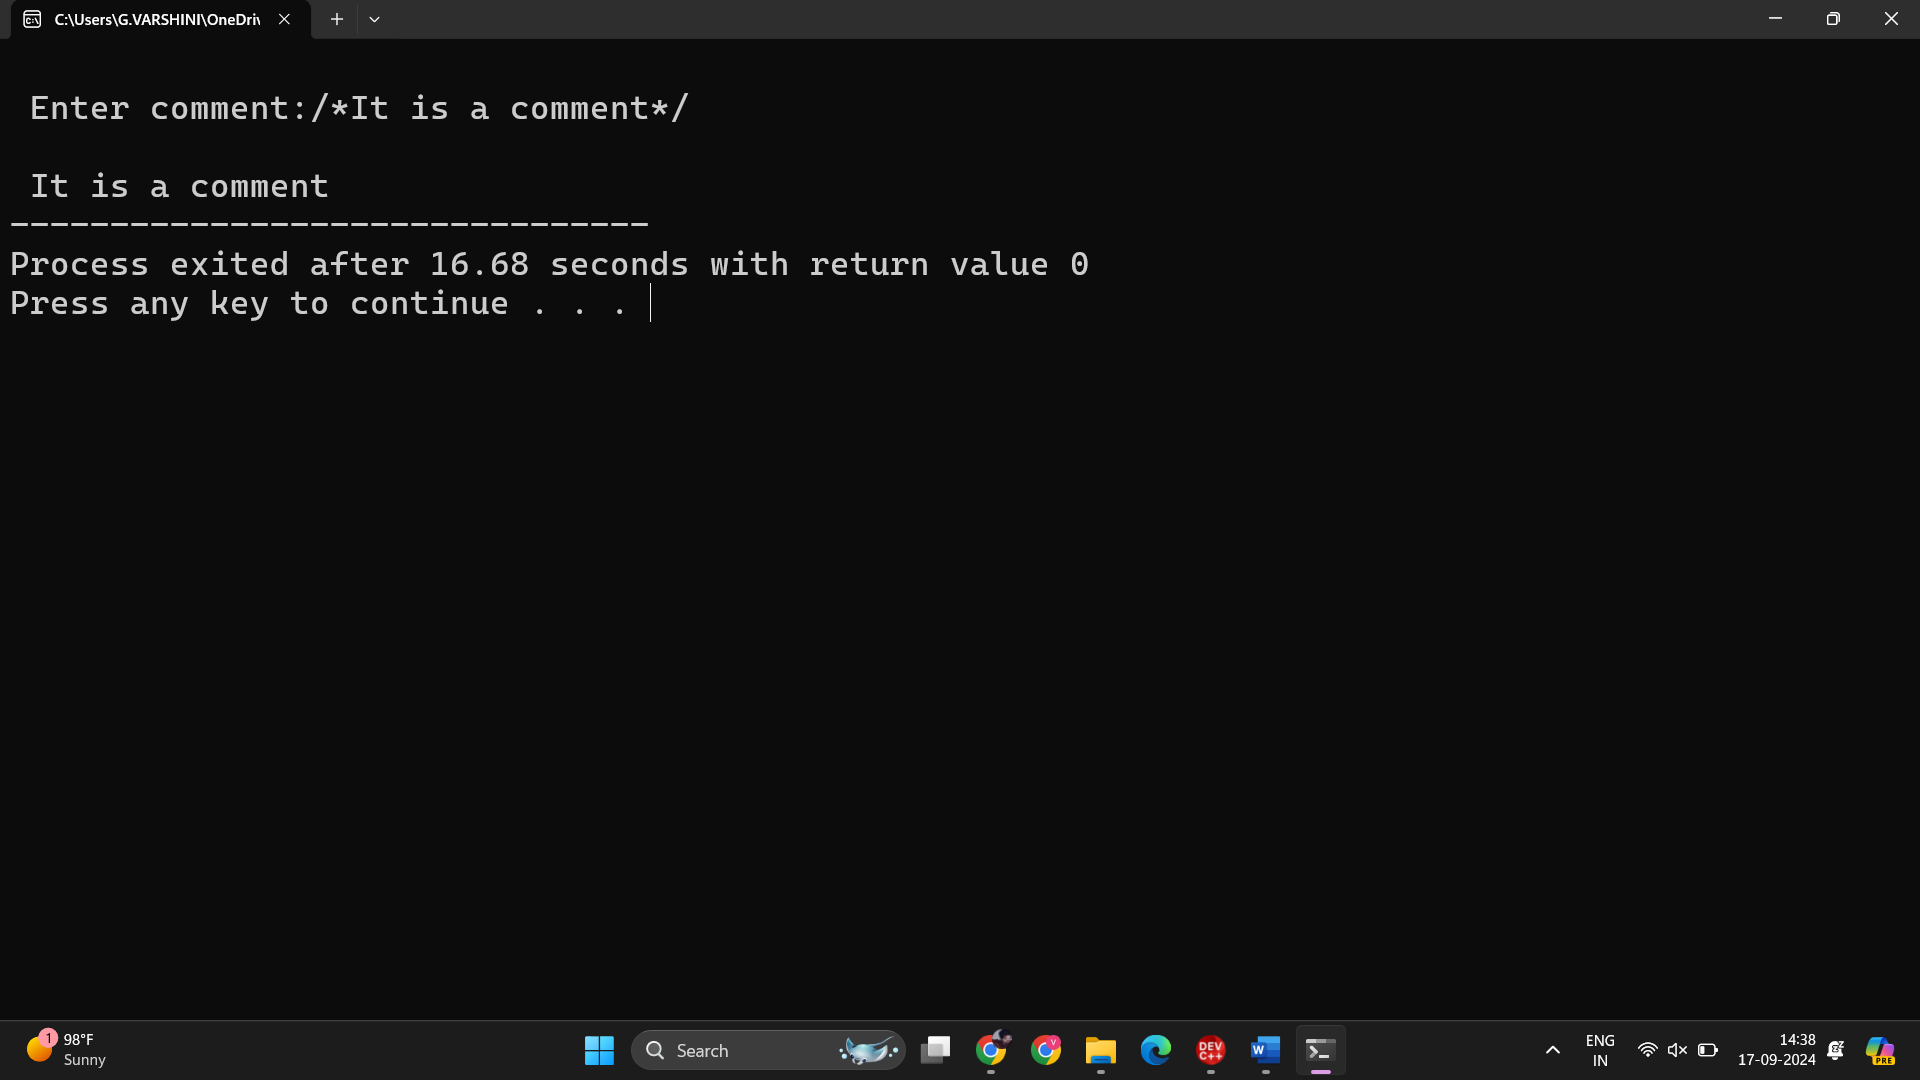 C:\Users\G.VARSHINI\OneDriv
Enter comment:/*It is a comment*/
It is a comment
--------------------------------
Process exited after 16.68 seconds with return value 0
Press any key to continue . . .
1
98°F
Sunny
Search
V
DEV
C++
W
ENG
IN
14:38
17-09-2024
PRE